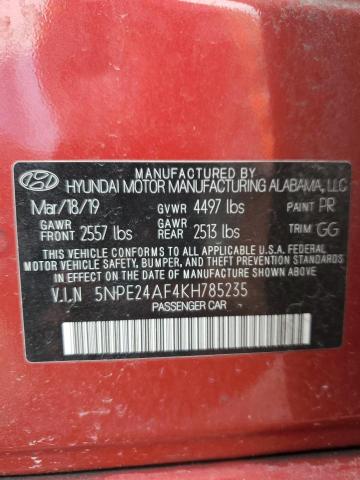 MANUFACTURED BY
HYUNDAI MOTOR MANUFACTURING ALABAMA, LLC
Mar/18/19 GVWR 4497 lbs PAINT PR
GAWR FRONT 2557 lbs GAWR REAR 2513 lbs TRIM GG
THIS VEHICLE CONFORMS TO ALL APPLICABLE U.S. FEDERAL
MOTOR VEHICLE SAFETY, BUMPER, AND THEFT PREVENTION
STANDARDS IN EFFECT ON THE DATE OF MANUFACTURE SHOWN ABOVE.
V.I.N 5NPE24AF4KH785235
PASSENGER CAR